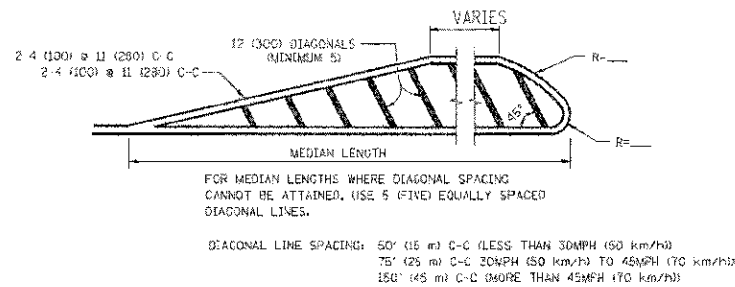 VARIES
2-4 (100) @ 11 (280) C-C
2-4 (100) @ 11 (280) C-C
12 (300) DIAGONALS
(MINIMUM 5)
R=___
45°
R=___
MEDIAN LENGTH
FOR MEDIAN LENGTHS WHERE DIAGONAL SPACING
CANNOT BE ATTAINED, USE 5 (FIVE) EQUALLY SPACED
DIAGONAL LINES.
DIAGONAL LINE SPACING: 50' (15 m) C-C (LESS THAN 30MPH (50 km/h))
75' (25 m) C-C 30MPH (50 km/h) TO 45MPH (70 km/h))
150' (45 m) C-C (MORE THAN 45MPH (70 km/h))